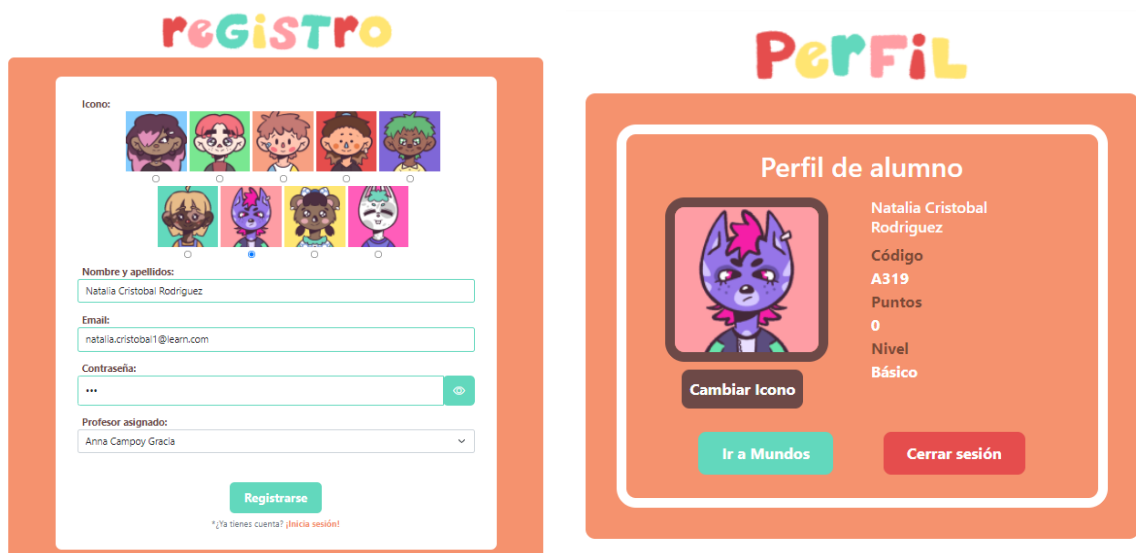 reGiSTro
Icono:
Nombre y apellidos:
Natalia Cristobal Rodriguez
Email:
natalia.cristobal1@learn.com
Contraseña:
•••
Profesor asignado:
Anna Campoy Gracia
Registrarse
*¿Ya tienes cuenta? ¡Inicia sesión!
PerFiL
Perfil de alumno
Natalia Cristobal
Rodriguez
Código
A319
Puntos
0
Nivel
Básico
Cambiar Icono
Ir a Mundos
Cerrar sesión